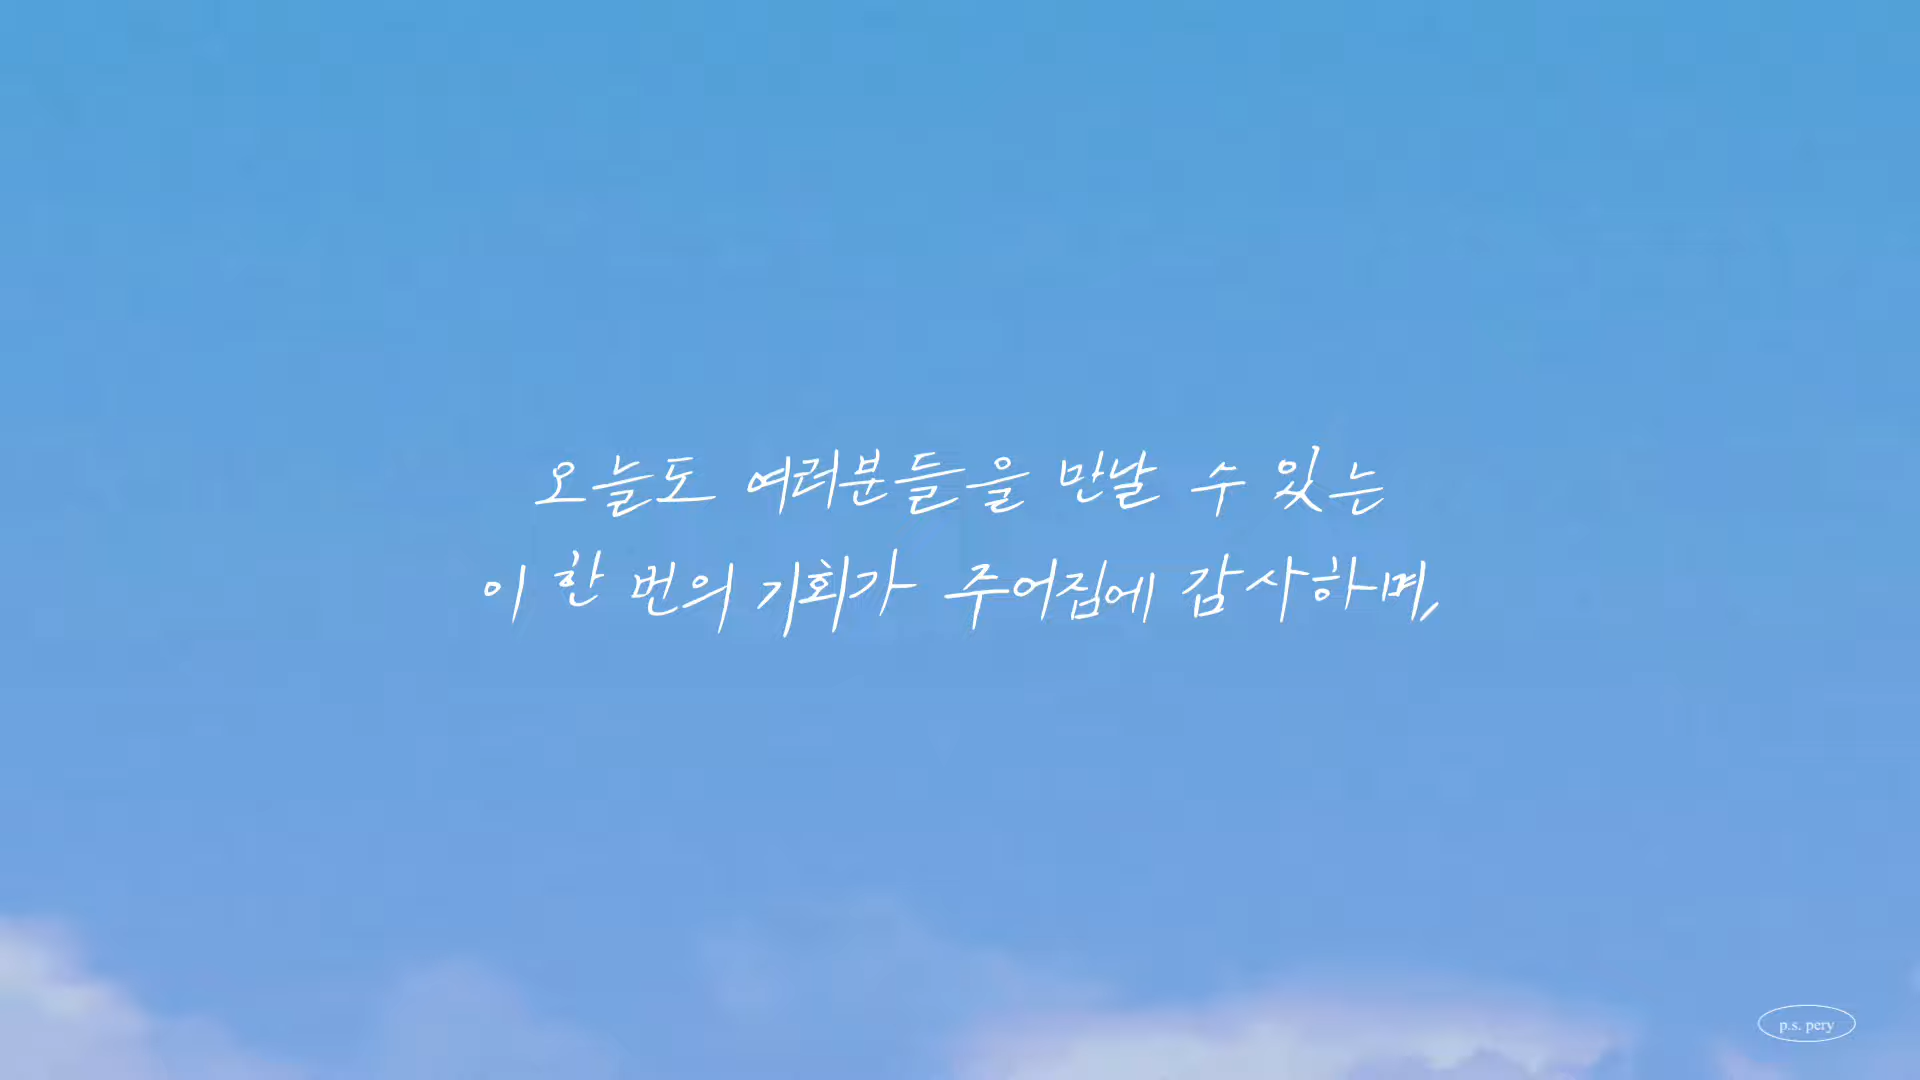 오늘도 여러분들을 만날 수 있는
이 한 번의 기회가 주어짐에 감사하며,
p.s. pery